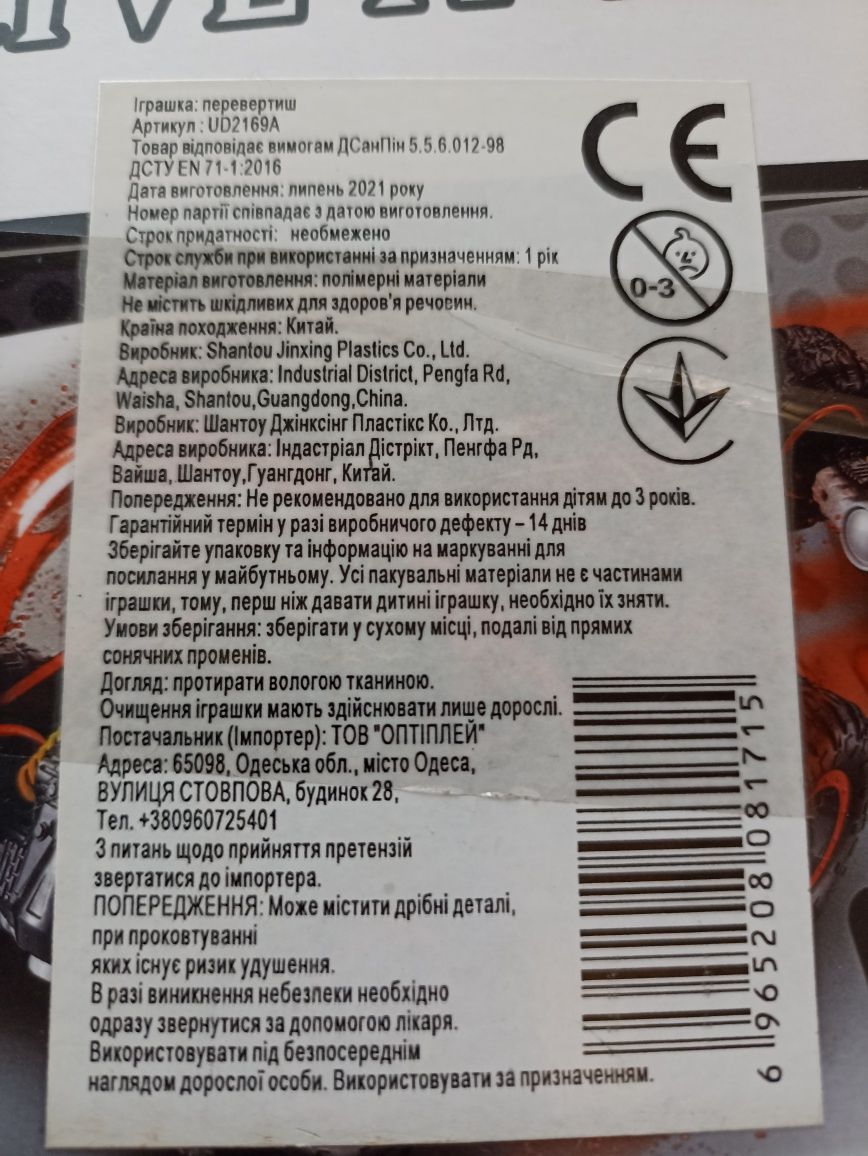 Іграшка: перевертиш
Артикул : UD2169A
Товар відповідає вимогам ДСанПін 5.5.6.012-98
ДСТУ EN 71-1:2016
Дата виготовлення: липень 2021 року
Номер партії співпадає з датою виготовлення.
Строк придатності: необмежено
Строк служби при використанні за призначенням: 1 рік
Матеріал виготовлення: полімерні матеріали
Не містить шкідливих для здоров'я речовин.
Країна походження: Китай.
Виробник: Shantou Jinxing Plastics Co., Ltd.
Адреса виробника: Industrial District, Pengfa Rd,
Waisha, Shantou,Guangdong,China.
Виробник: Шантоу Джінксінг Пластікс Ко., Лтд.
Адреса виробника: Індастріал Дістрікт, Пенгфа Рд,
Вайша, Шантоу,Гуангдонг, Китай.
Попередження: Не рекомендовано для використання дітям до 3 років.
Гарантійний термін у разі виробничого дефекту – 14 днів
Зберігайте упаковку та інформацію на маркуванні для
посилання у майбутньому. Усі пакувальні матеріали не є частинами
іграшки, тому, перш ніж давати дитині іграшку, необхідно їх зняти.
Умови зберігання: зберігати у сухому місці, подалі від прямих
сонячних променів.
Догляд: протирати вологою тканиною.
Очищення іграшки мають здійснювати лише дорослі.
Постачальник (Імпортер): ТОВ "ОПТІПЛЕЙ"
Адреса: 65098, Одеська обл., місто Одеса,
ВУЛИЦЯ СТОВПОВА, будинок 28,
Тел. +380960725401
З питань щодо прийняття претензій
звертатися до імпортера.
ПОПЕРЕДЖЕННЯ: Може містити дрібні деталі,
при проковтуванні
яких існує ризик удушення.
В разі виникнення небезпеки необхідно
одразу звернутися за допомогою лікаря.
Використовувати під безпосереднім
наглядом дорослої особи. Використовувати за призначенням.
CE
0-3
6 965208 081715